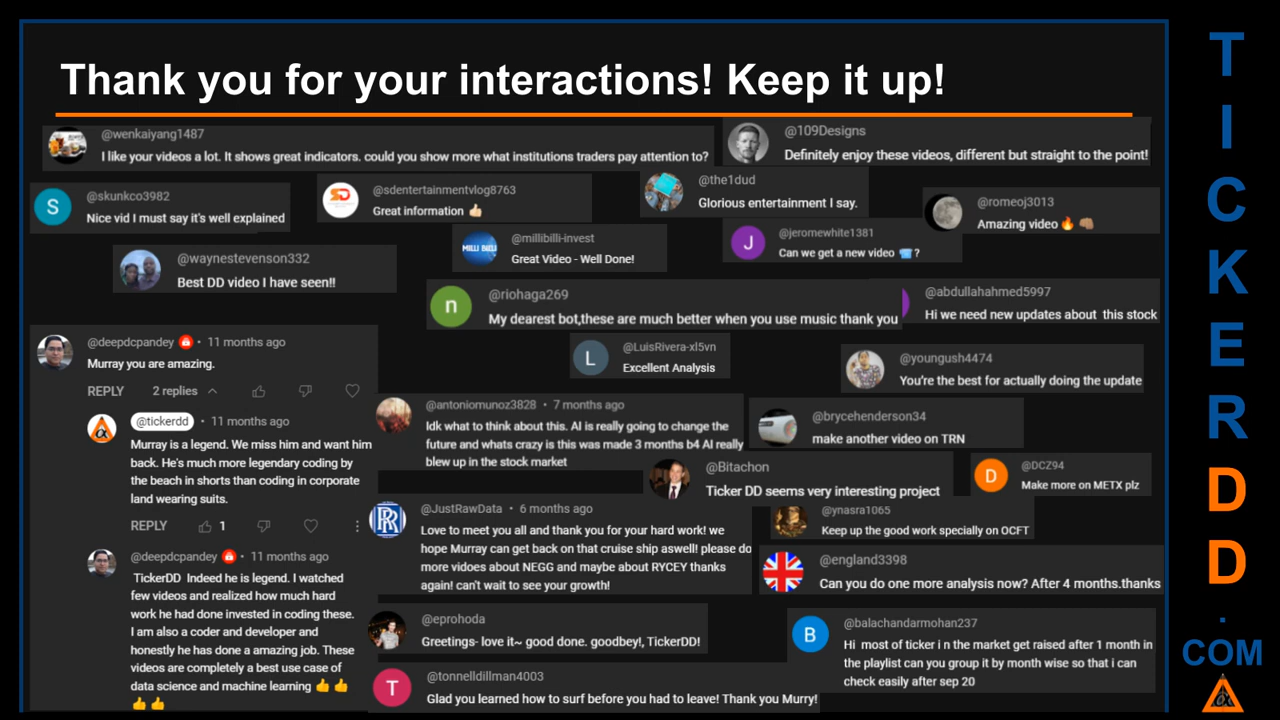 Thank you for your interactions! Keep it up!
@wenkaiyang1487
I like your videos a lot. It shows great indicators. could you show more what institutions traders pay attention to?
@109Designs
Definitely enjoy these videos, different but straight to the point!
@skunkco3982
Nice vid I must say it's well explained
@sdentertainmentvlog8763
Great information 👍🏻
@the1dud
Glorious entertainment I say.
@romeoj3013
Amazing video 🔥 👊🏽
@millibilli-invest
Great Video - Well Done!
@jeromewhite1381
Can we get a new video ?
@waynestevenson332
Best DD video I have seen!!
@riohaga269
My dearest bot,these are much better when you use music thank you
@abdullahahmed5997
Hi we need new updates about this stock
@LuisRivera-xl5vn
Excellent Analysis
@youngush4474
You're the best for actually doing the update
@deepdcpandey • 11 months ago
Murray you are amazing.
REPLY 2 replies
@tickerdd • 11 months ago
Murray is a legend. We miss him and want him
back. He's much more legendary coding by
the beach in shorts than coding in corporate
land wearing suits.
REPLY 1
@deepdcpandey • 11 months ago
TickerDD Indeed he is legend. I watched
few videos and realized how much hard
work he had done invested in coding these.
I am also a coder and developer and
honestly he has done a amazing job. These
videos are completely a best use case of
data science and machine learning 👍 👍
👍 👍
@antoniomunoz3828 • 7 months ago
Idk what to think about this. AI is really going to change the
future and whats crazy is this was made 3 months b4 AI really
blew up in the stock market
@brycehenderson34
make another video on TRN
@Bitachon
Ticker DD seems very interesting project
@DCZ94
Make more on METX plz
@JustRawData • 6 months ago
Love to meet you all and thank you for your hard work! we
hope Murray can get back on that cruise ship aswell! please do
more vidoes about NEGG and maybe about RYCEY thanks
again! can't wait to see your growth!
@ynasra1065
Keep up the good work specially on OCFT
@england3398
Can you do one more analysis now? After 4 months.thanks
@eprohoda
Greetings- love it~ good done. goodbey!, TickerDD!
@balachandarmohan237
Hi most of ticker i n the market get raised after 1 month in
the playlist can you group it by month wise so that i can
check easily after sep 20
@tonnelldillman4003
Glad you learned how to surf before you had to leave! Thank you Murry!
S
SD
MILLI BILLI
J
n
L
D
R
B
T
T
I
C
K
E
R
D
D
.
COM